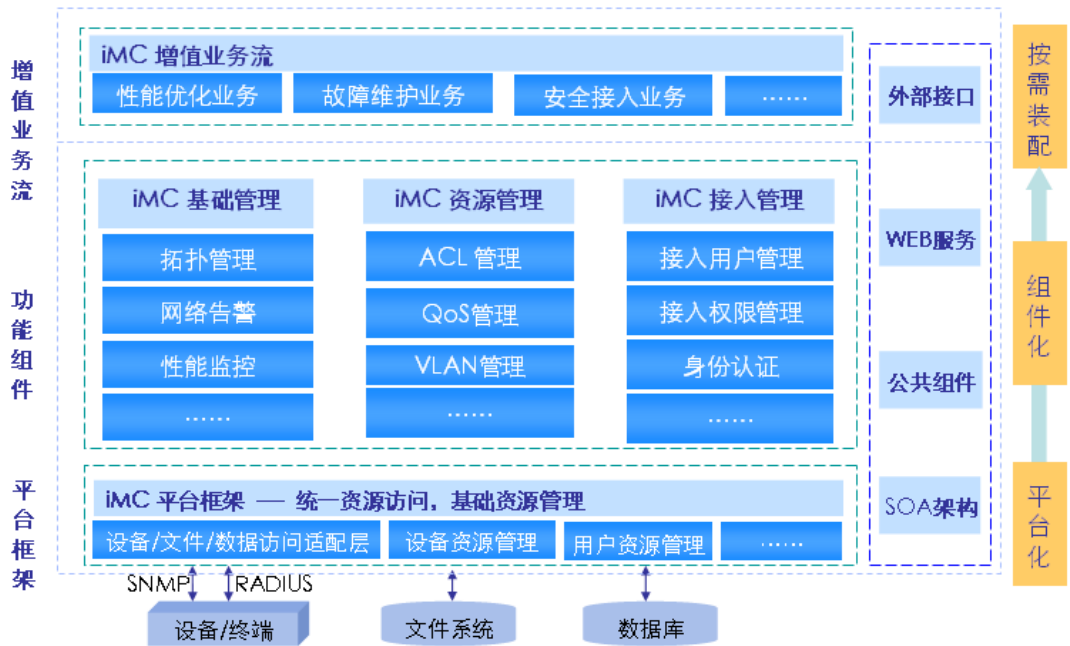 增值业务流
iMC 增值业务流
性能优化业务
故障维护业务
安全接入业务
……
外部接口
按需装配
功能组件
iMC 基础管理
拓扑管理
网络告警
性能监控
……
iMC 资源管理
ACL 管理
QoS管理
VLAN管理
……
iMC 接入管理
接入用户管理
接入权限管理
身份认证
……
WEB服务
公共组件
组件化
平台框架
iMC 平台框架 — 统一资源访问，基础资源管理
设备/文件/数据访问适配层
设备资源管理
用户资源管理
……
SOA架构
平台化
SNMP
RADIUS
设备/终端
文件系统
数据库